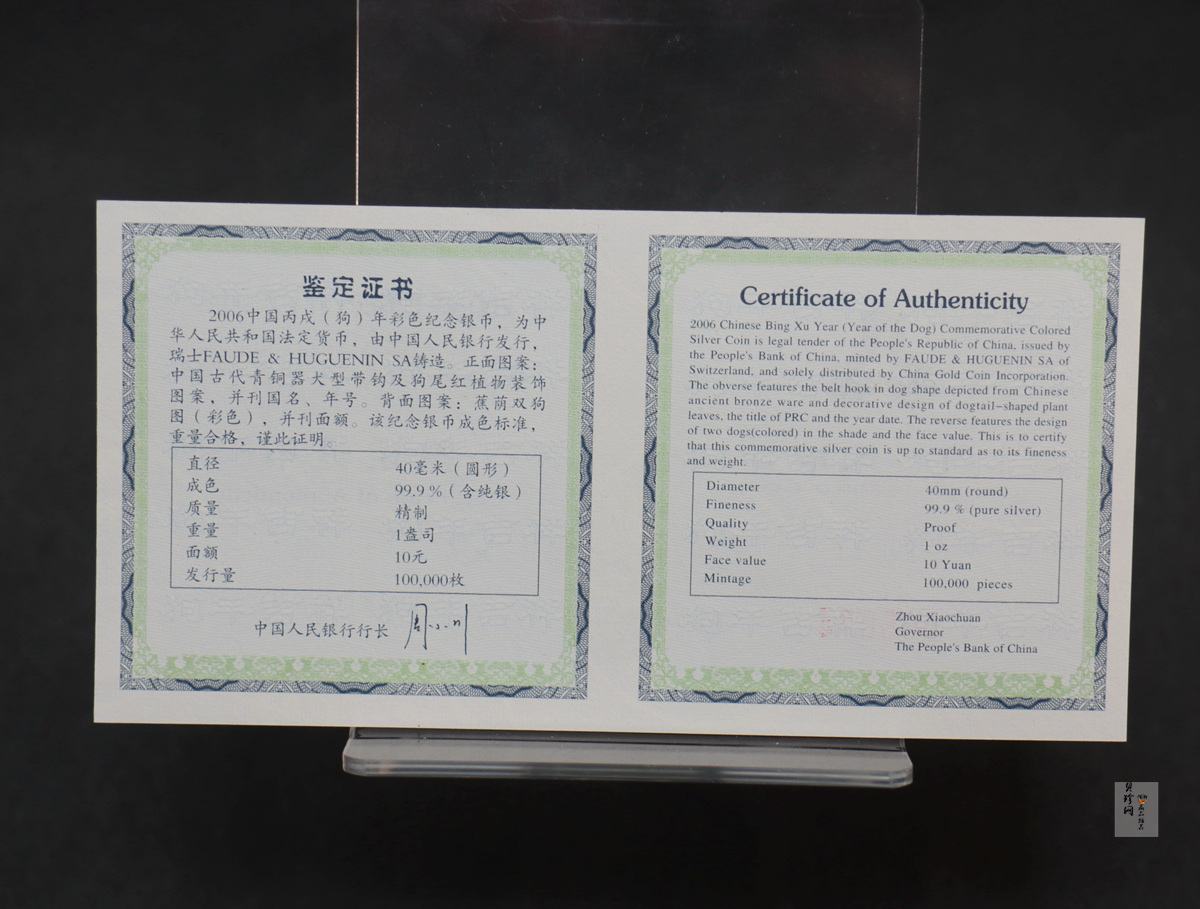 鉴定证书
2006中国丙戌（狗）年彩色纪念银币，为中
华人民共和国法定货币，由中国人民银行发行，
瑞士FAUDE & HUGUENIN SA铸造。正面图案：
中国古代青铜器犬型带钩及狗尾红植物装饰
图案，并刊国名、年号。背面图案：蕉荫双狗
图（彩色），并刊面额。该纪念银币成色标准，
重量合格，谨此证明。
直径 40毫米（圆形）
成色 99.9%（含纯银）
质量 精制
重量 1盎司
面额 10元
发行量 100,000枚
中国人民银行行长 周小川
Certificate of Authenticity
2006 Chinese Bing Xu Year (Year of the Dog) Commemorative Colored
Silver Coin is legal tender of the People's Republic of China, issued by
the People's Bank of China, minted by FAUDE & HUGUENIN SA of
Switzerland, and solely distributed by China Gold Coin Incorporation.
The obverse features the belt hook in dog shape depicted from Chinese
ancient bronze ware and decorative design of dogtail-shaped plant
leaves, the title of PRC and the year date. The reverse features the design
of two dogs(colored) in the shade and the face value. This is to certify
that this commemorative silver coin is up to standard as to its fineness
and weight.
Diameter 40mm (round)
Fineness 99.9 % (pure silver)
Quality Proof
Weight 1 oz
Face value 10 Yuan
Mintage 100,000 pieces
Zhou Xiaochuan
Governor
The People's Bank of China